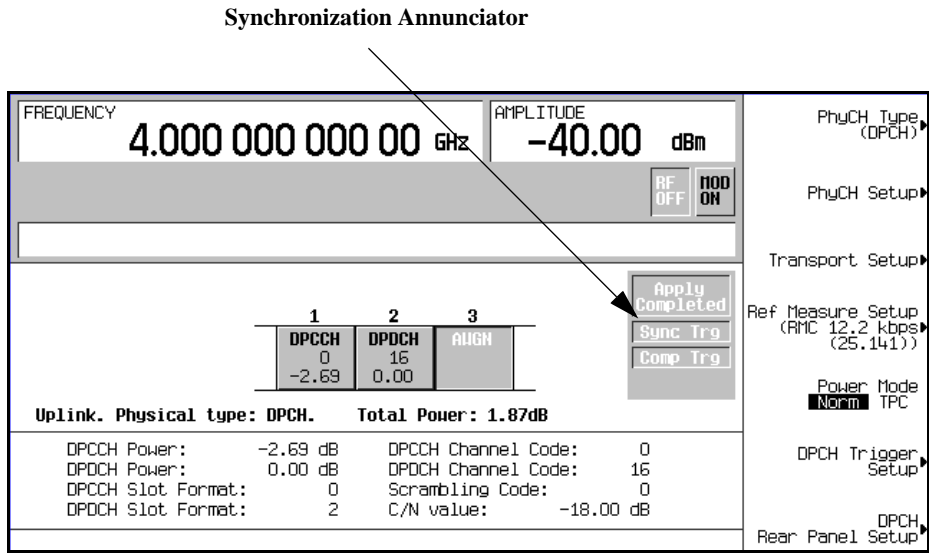 Synchronization Annunciator
FREQUENCY
4.000 000 000 00 GHz
AMPLITUDE
-40.00 dBm
RF OFF
MOD ON
Apply
Completed
Sync Trg
Comp Trg
1 2 3
DPCCH DPDCH AWGN
0 16
-2.69 0.00
Uplink. Physical type: DPCH. Total Power: 1.87dB
DPCCH Power: -2.69 dB DPCCH Channel Code: 0
DPDCH Power: 0.00 dB DPDCH Channel Code: 16
DPCCH Slot Format: 0 Scrambling Code: 0
DPDCH Slot Format: 2 C/N value: -18.00 dB
PhyCH Type
(DPCH)
PhyCH Setup
Transport Setup
Ref Measure Setup
(RMC 12.2 kbps
(25.141))
Power Mode
Norm TPC
DPCH Trigger
Setup
DPCH
Rear Panel Setup